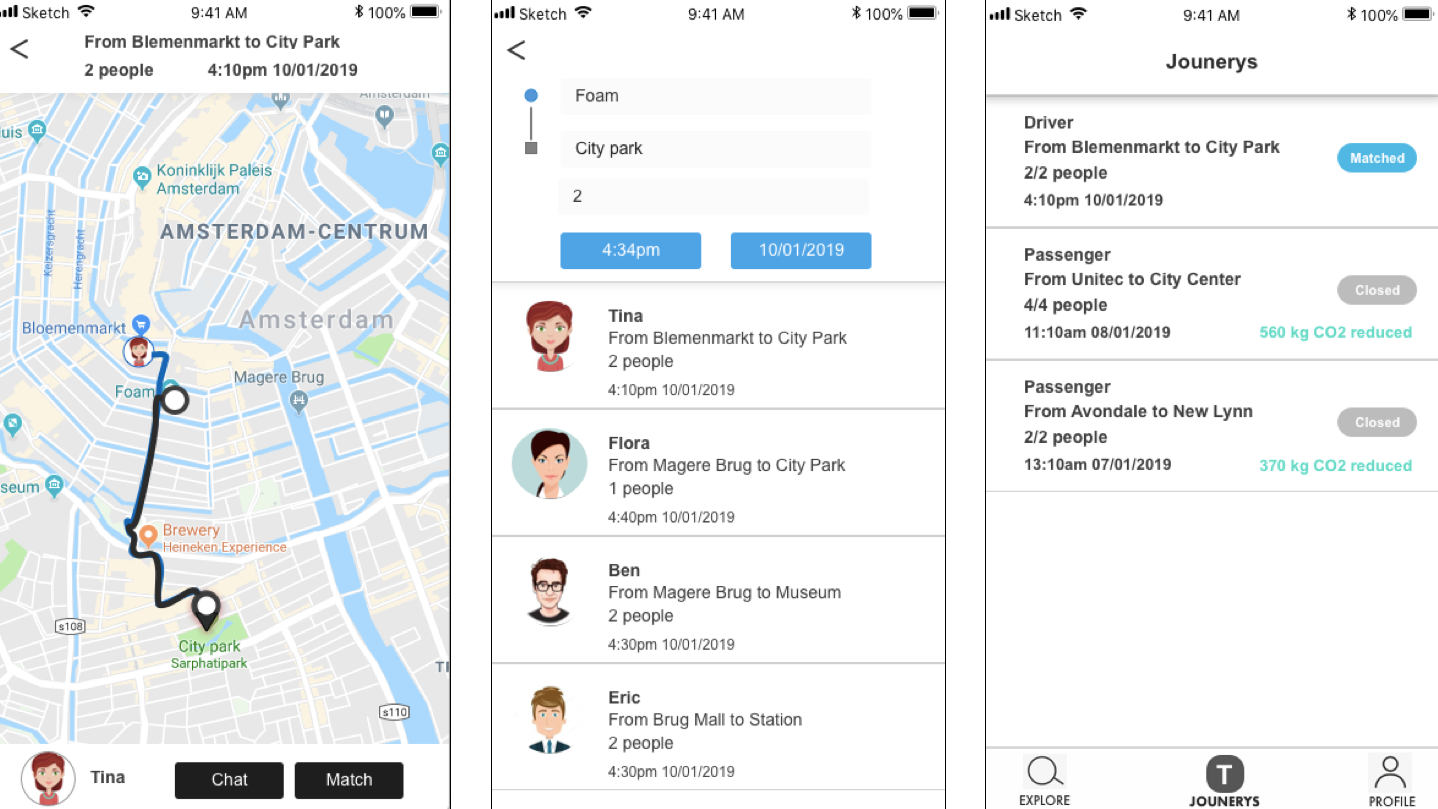 Sketch 9:41 AM 100%
From Blemenmarkt to City Park
2 people 4:10pm 10/01/2019
Amsterdam
uis
Koninklijk Paleis
Amsterdam
AMSTERDAM-CENTRUM
Keizersgracht
Herengracht
Bloemenmarkt
Amsterdam
Magere Brug
Foam
seum
Brewery
Heineken Experience
s108
City park
Sarphatipark
s110
Tina
Chat
Match
Sketch 9:41 AM 100%
Foam
City park
2
4:34pm 10/01/2019
Tina
From Blemenmarkt to City Park
2 people
4:10pm 10/01/2019
Flora
From Magere Brug to City Park
1 people
4:40pm 10/01/2019
Ben
From Magere Brug to Museum
2 people
4:30pm 10/01/2019
Eric
From Brug Mall to Station
2 people
4:30pm 10/01/2019
Sketch 9:41 AM 100%
Jounerys
Driver
From Blemenmarkt to City Park
Matched
2/2 people
4:10pm 10/01/2019
Passenger
From Unitec to City Center
Closed
4/4 people
11:10am 08/01/2019 560 kg CO2 reduced
Passenger
From Avondale to New Lynn
Closed
2/2 people
13:10am 07/01/2019 370 kg CO2 reduced
T
EXPLORE JOUNERYS PROFILE